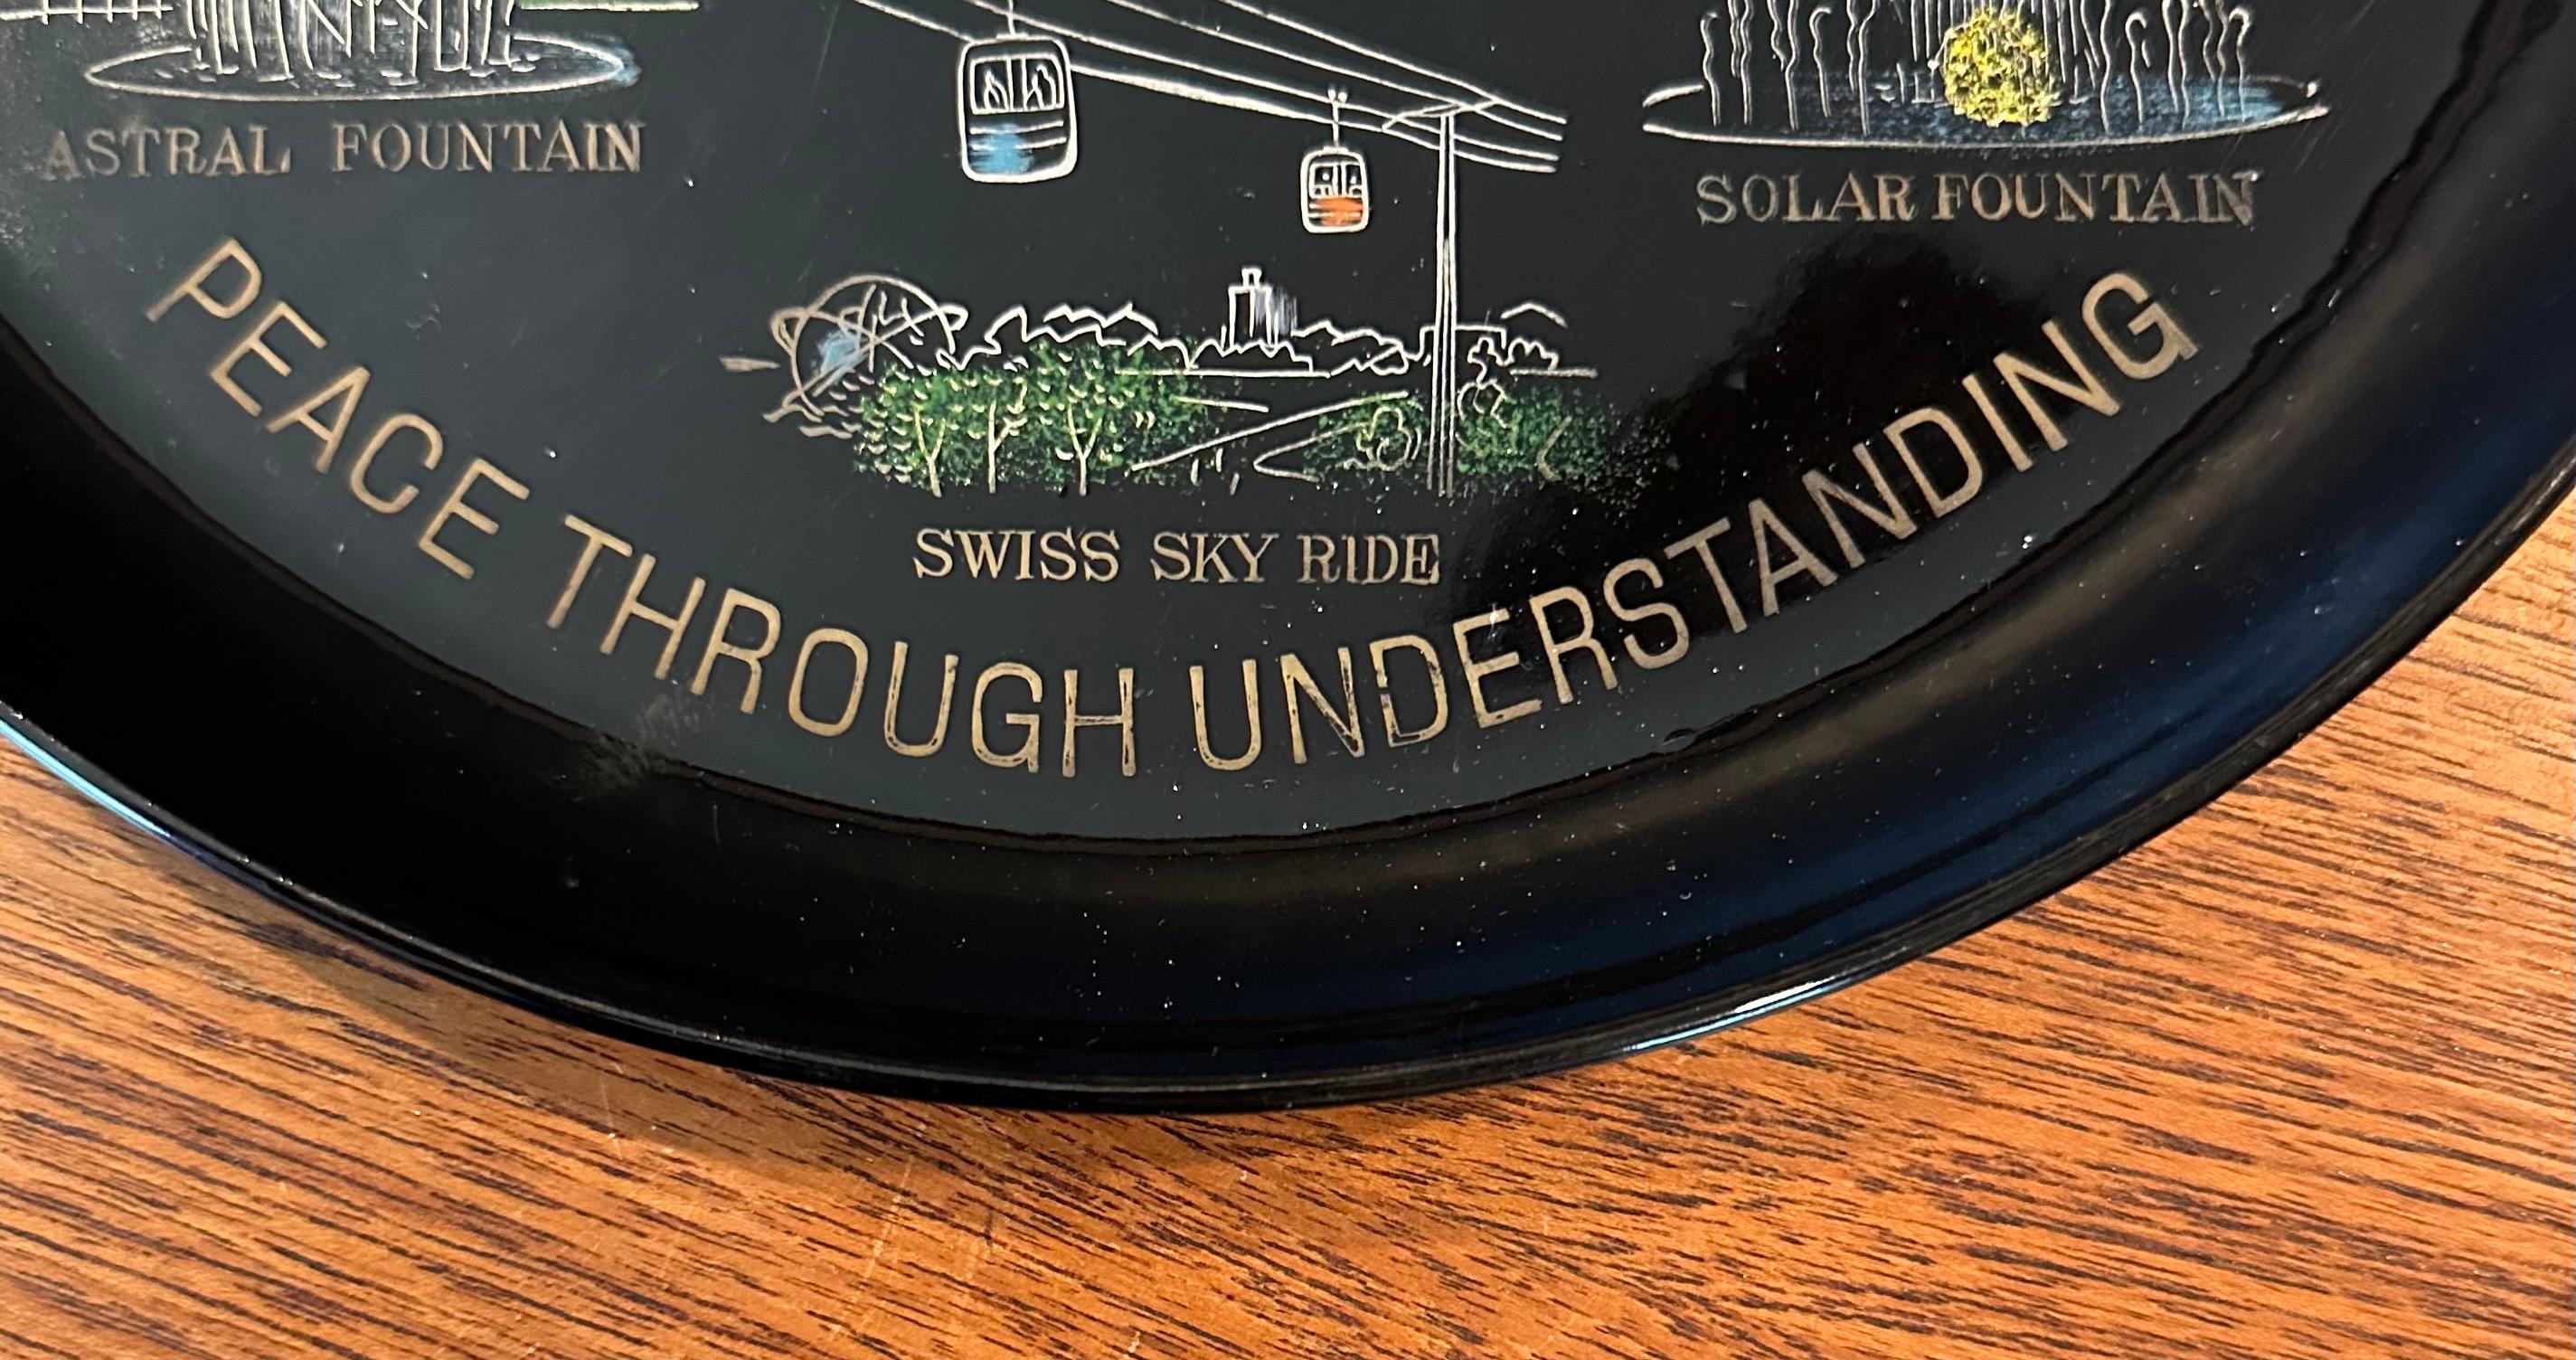 ASTRAL FOUNTAIN
SOLAR FOUNTAIN
SWISS SKY RIDE
PEACE THROUGH UNDERSTANDING